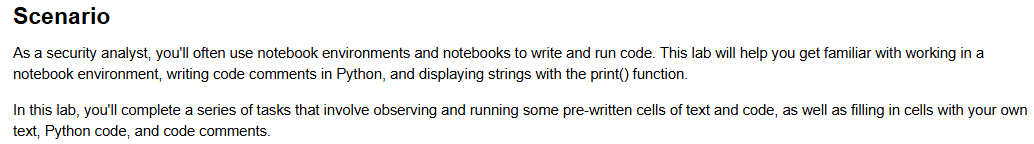 Scenario
As a security analyst, you'll often use notebook environments and notebooks to write and run code. This lab will help you get familiar with working in a
notebook environment, writing code comments in Python, and displaying strings with the print() function.
In this lab, you'll complete a series of tasks that involve observing and running some pre-written cells of text and code, as well as filling in cells with your own
text, Python code, and code comments.